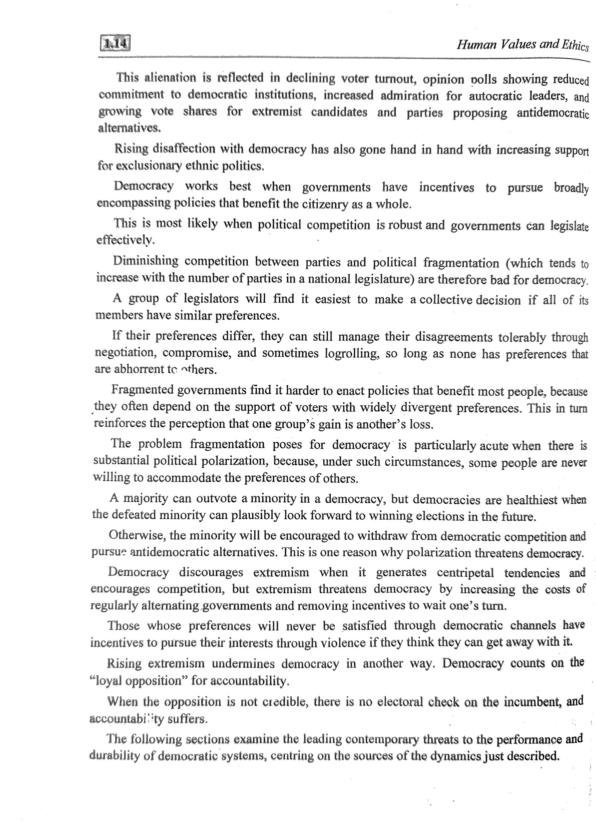 1.14
Human Values and Ethics
This alienation is reflected in declining voter turnout, opinion polls showing reduced
commitment to democratic institutions, increased admiration for autocratic leaders, and
growing vote shares for extremist candidates and parties proposing antidemocratic
alternatives.
Rising disaffection with democracy has also gone hand in hand with increasing support
for exclusionary ethnic politics.
Democracy works best when governments have incentives to pursue broadly
encompassing policies that benefit the citizenry as a whole.
This is most likely when political competition is robust and governments can legislate
effectively.
Diminishing competition between parties and political fragmentation (which tends to
increase with the number of parties in a national legislature) are therefore bad for democracy.
A group of legislators will find it easiest to make a collective decision if all of its
members have similar preferences.
If their preferences differ, they can still manage their disagreements tolerably through
negotiation, compromise, and sometimes logrolling, so long as none has preferences that
are abhorrent to others.
Fragmented governments find it harder to enact policies that benefit most people, because
they often depend on the support of voters with widely divergent preferences. This in turn
reinforces the perception that one group's gain is another's loss.
The problem fragmentation poses for democracy is particularly acute when there is
substantial political polarization, because, under such circumstances, some people are never
willing to accommodate the preferences of others.
A majority can outvote a minority in a democracy, but democracies are healthiest when
the defeated minority can plausibly look forward to winning elections in the future.
Otherwise, the minority will be encouraged to withdraw from democratic competition and
pursue antidemocratic alternatives. This is one reason why polarization threatens democracy.
Democracy discourages extremism when it generates centripetal tendencies and
encourages competition, but extremism threatens democracy by increasing the costs of
regularly alternating governments and removing incentives to wait one's turn.
Those whose preferences will never be satisfied through democratic channels have
incentives to pursue their interests through violence if they think they can get away with it.
Rising extremism undermines democracy in another way. Democracy counts on the
"loyal opposition" for accountability.
When the opposition is not credible, there is no electoral check on the incumbent, and
accountability suffers.
The following sections examine the leading contemporary threats to the performance and
durability of democratic systems, centring on the sources of the dynamics just described.